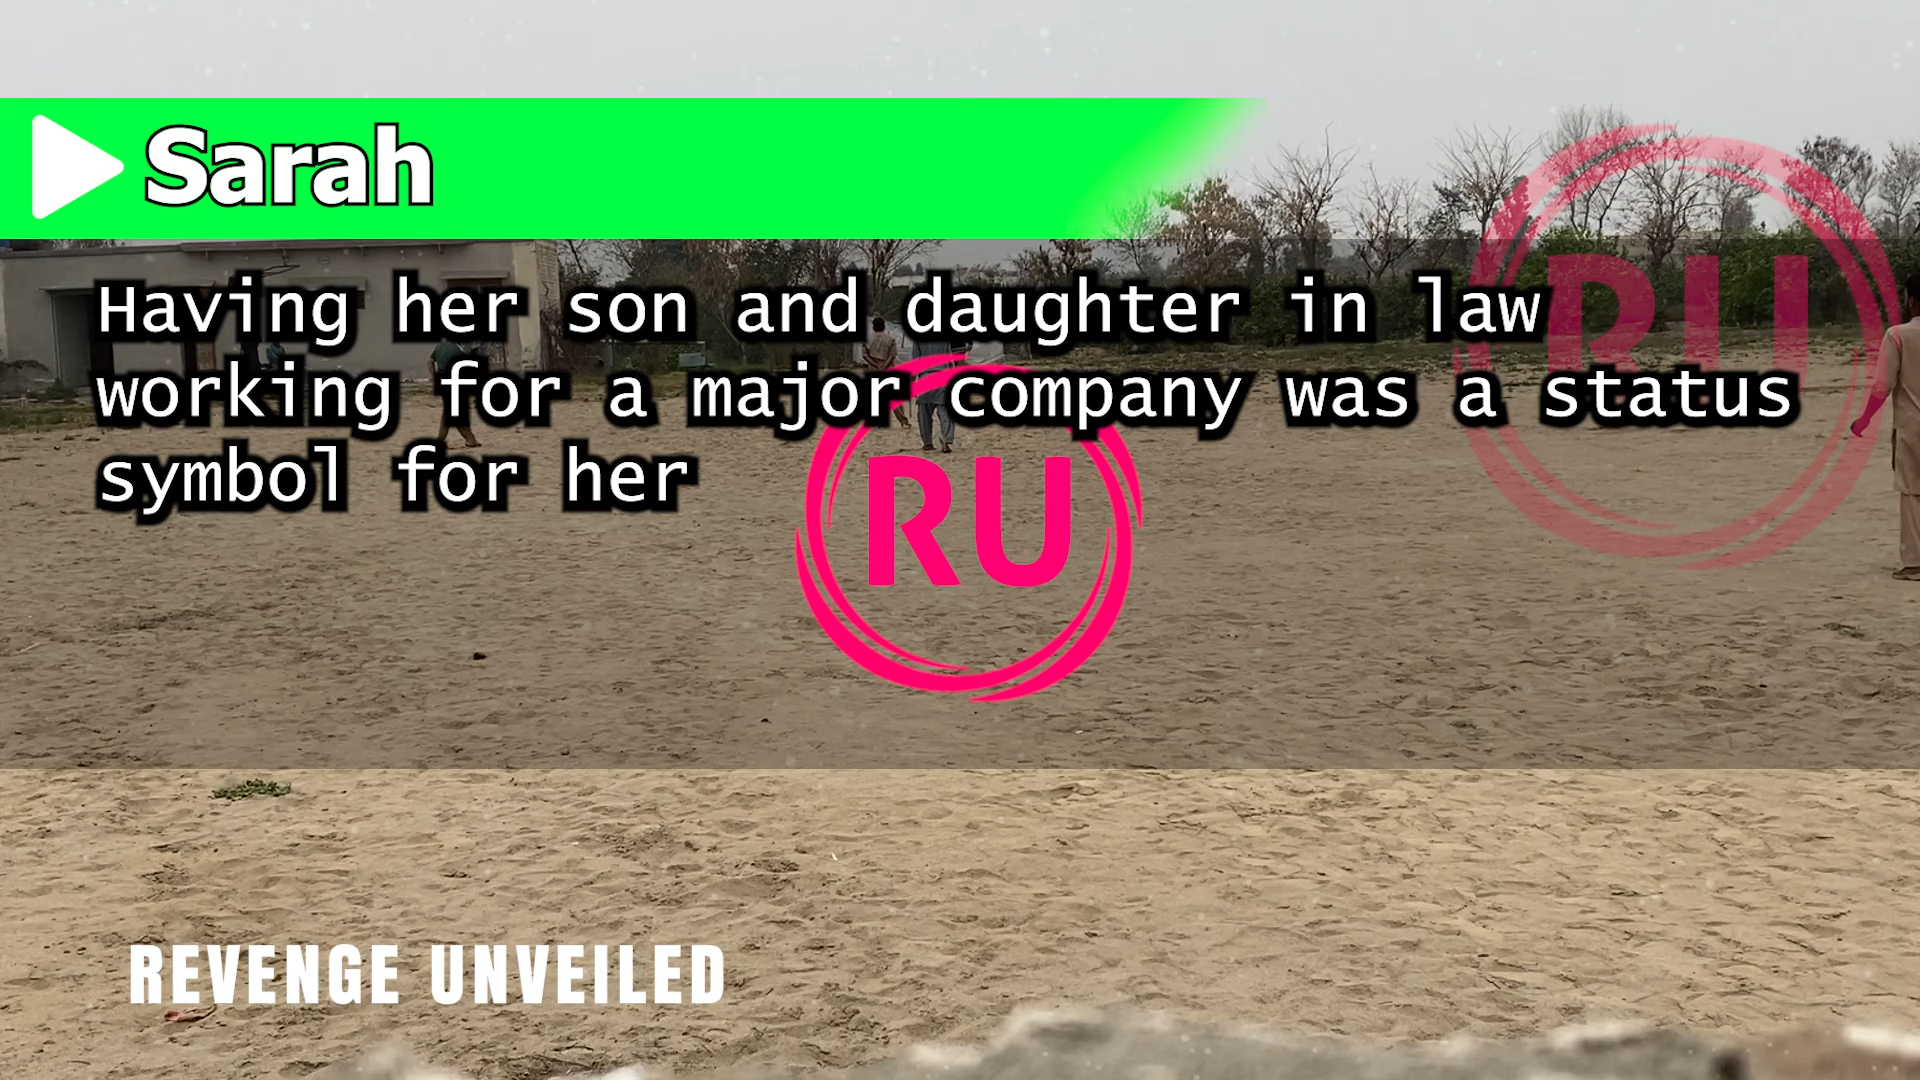 Sarah
Having her son and daughter in law
working for a major company was a status
symbol for her
RU
RU
REVENGE UNVEILED